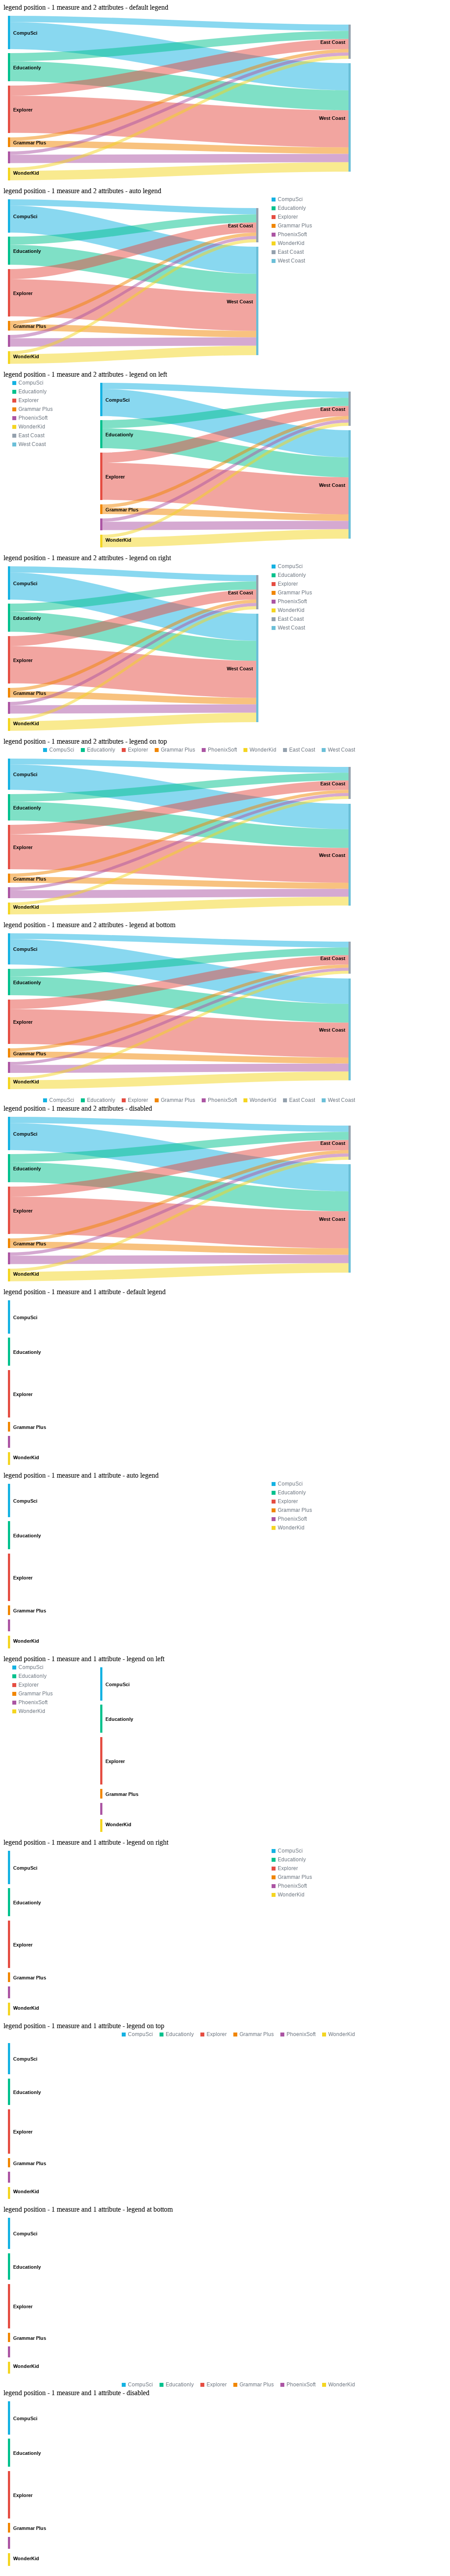 legend position - 1 measure and 2 attributes - default legend
CompuSci
East Coast
Educationly
Explorer
West Coast
Grammar Plus
WonderKid
legend position - 1 measure and 2 attributes - auto legend
CompuSci
CompuSci
Educationly
Explorer
East Coast
Grammar Plus
PhoenixSoft
WonderKid
Educationly
East Coast
West Coast
Explorer
West Coast
Grammar Plus
WonderKid
legend position - 1 measure and 2 attributes - legend on left
CompuSci
Educationly
Explorer
Grammar Plus
PhoenixSoft
WonderKid
East Coast
West Coast
CompuSci
East Coast
Educationly
Explorer
West Coast
Grammar Plus
WonderKid
legend position - 1 measure and 2 attributes - legend on right
CompuSci
CompuSci
Educationly
Explorer
East Coast
Grammar Plus
PhoenixSoft
WonderKid
Educationly
East Coast
West Coast
Explorer
West Coast
Grammar Plus
WonderKid
legend position - 1 measure and 2 attributes - legend on top
CompuSci Educationly Explorer Grammar Plus PhoenixSoft WonderKid East Coast West Coast
CompuSci
East Coast
Educationly
Explorer
West Coast
Grammar Plus
WonderKid
legend position - 1 measure and 2 attributes - legend at bottom
CompuSci
East Coast
Educationly
Explorer
West Coast
Grammar Plus
WonderKid
CompuSci Educationly Explorer Grammar Plus PhoenixSoft WonderKid East Coast West Coast
legend position - 1 measure and 2 attributes - disabled
CompuSci
East Coast
Educationly
Explorer
West Coast
Grammar Plus
WonderKid
legend position - 1 measure and 1 attribute - default legend
CompuSci
Educationly
Explorer
Grammar Plus
WonderKid
legend position - 1 measure and 1 attribute - auto legend
CompuSci
Educationly
Explorer
Grammar Plus
PhoenixSoft
WonderKid
CompuSci
Educationly
Explorer
Grammar Plus
WonderKid
legend position - 1 measure and 1 attribute - legend on left
CompuSci
Educationly
Explorer
Grammar Plus
PhoenixSoft
WonderKid
CompuSci
Educationly
Explorer
Grammar Plus
WonderKid
legend position - 1 measure and 1 attribute - legend on right
CompuSci
Educationly
Explorer
Grammar Plus
PhoenixSoft
WonderKid
CompuSci
Educationly
Explorer
Grammar Plus
WonderKid
legend position - 1 measure and 1 attribute - legend on top
CompuSci Educationly Explorer Grammar Plus PhoenixSoft WonderKid
CompuSci
Educationly
Explorer
Grammar Plus
WonderKid
legend position - 1 measure and 1 attribute - legend at bottom
CompuSci
Educationly
Explorer
Grammar Plus
WonderKid
CompuSci Educationly Explorer Grammar Plus PhoenixSoft WonderKid
legend position - 1 measure and 1 attribute - disabled
CompuSci
Educationly
Explorer
Grammar Plus
WonderKid